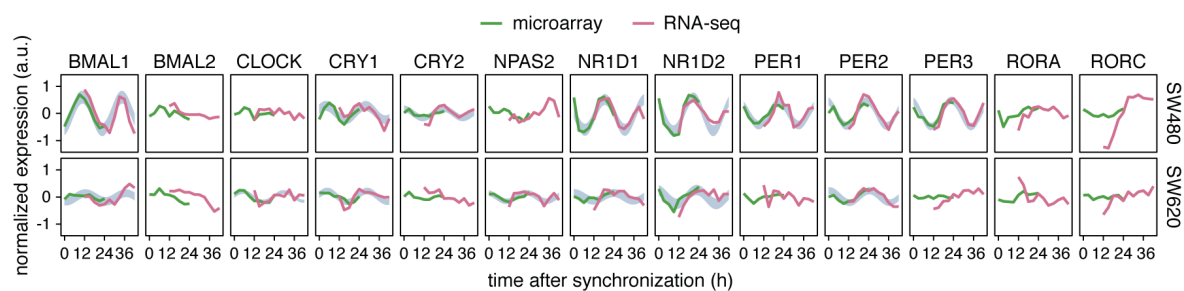 microarray RNA-seq
BMAL1 BMAL2 CLOCK CRY1 CRY2 NPAS2 NR1D1 NR1D2 PER1 PER2 PER3 RORA RORC
normalized expression (a.u.)
1
0
-1
SW480
1
0
-1
SW620
0 12 24 36 0 12 24 36 0 12 24 36 0 12 24 36 0 12 24 36 0 12 24 36 0 12 24 36 0 12 24 36 0 12 24 36 0 12 24 36 0 12 24 36 0 12 24 36 0 12 24 36
time after synchronization (h)